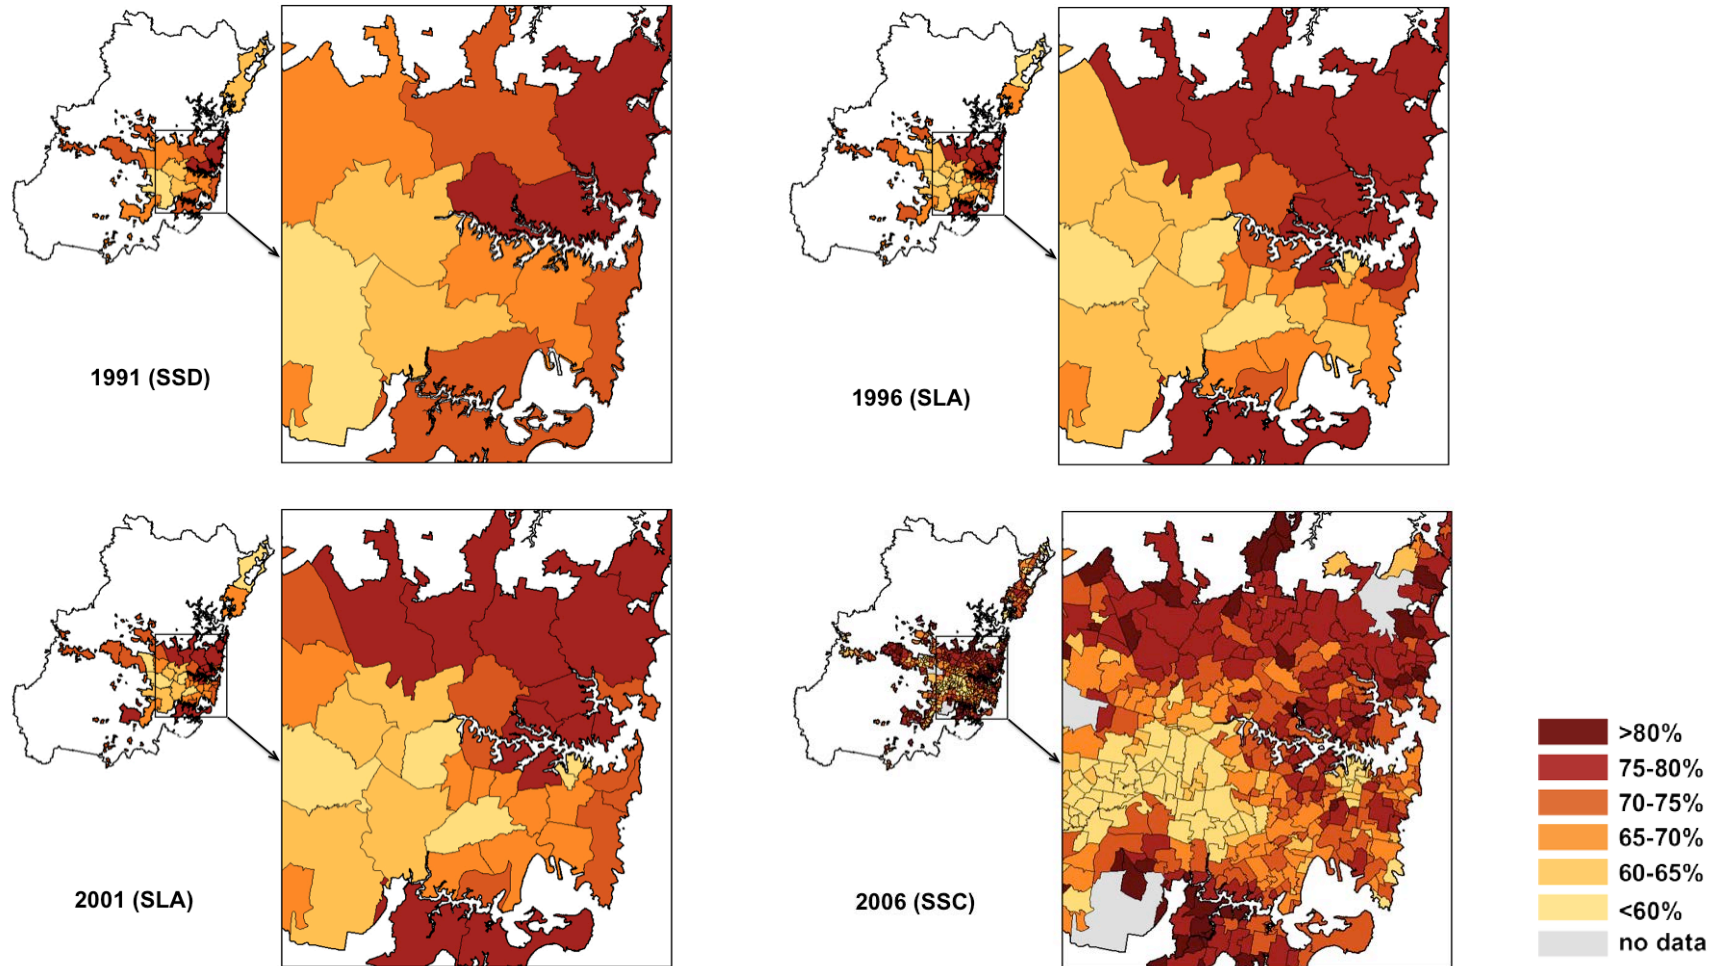 1991 (SSD)
1996 (SLA)
2001 (SLA)
2006 (SSC)
>80%
75-80%
70-75%
65-70%
60-65%
<60%
no data